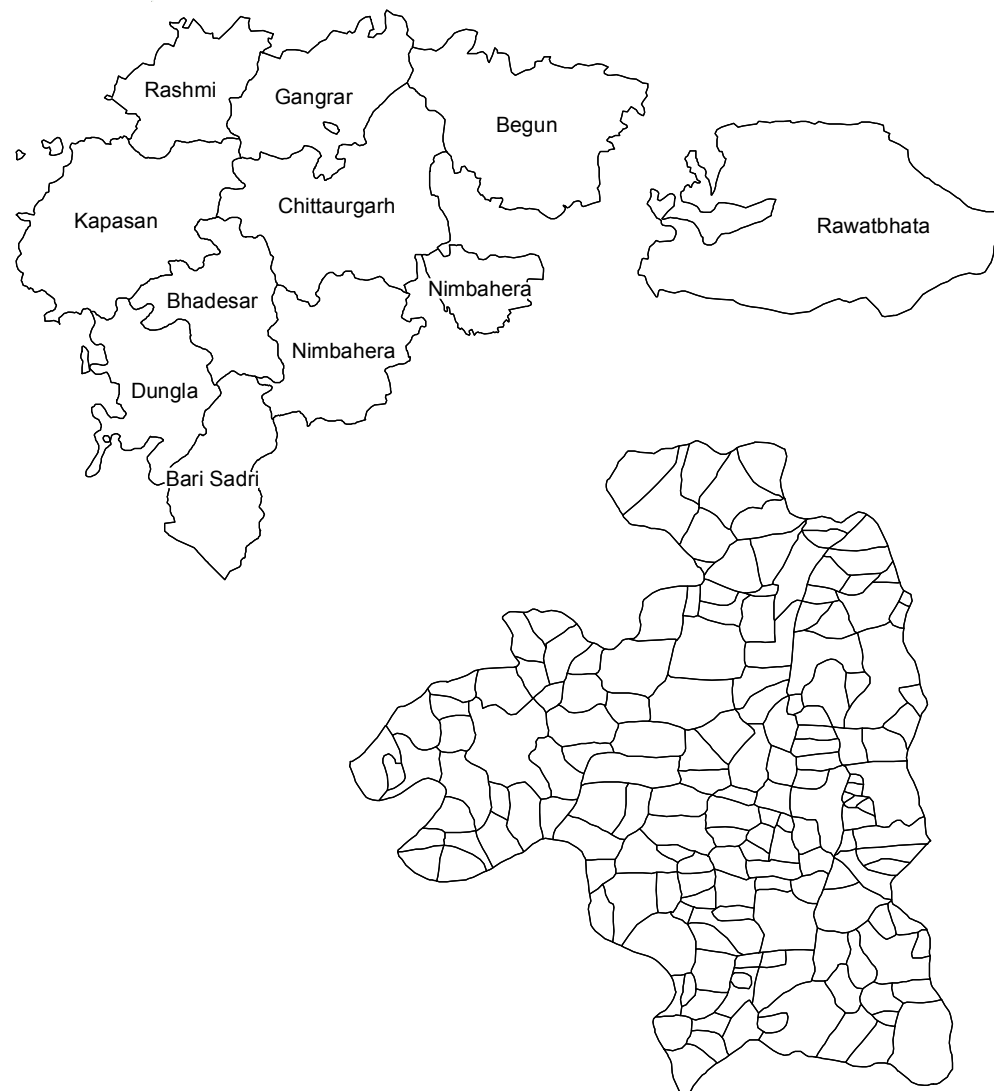 Rashmi
Gangrar
Begun
Kapasan
Chittaurgarh
Rawatbhata
Bhadesar
Nimbahera
Nimbahera
Dungla
Bari Sadri